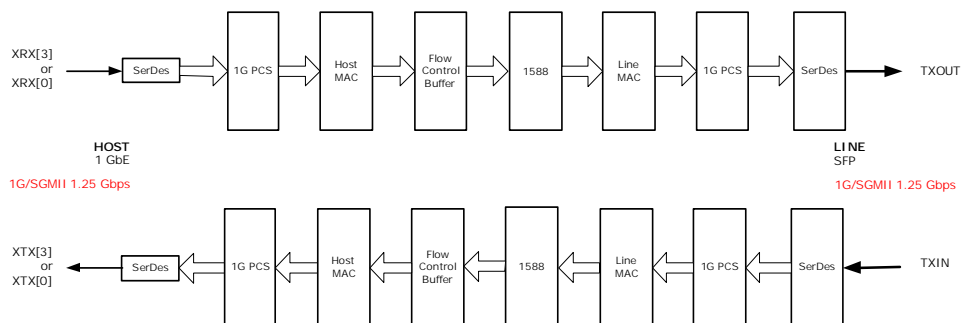 XRX[3]
or
XRX[0]
SerDes
1G PCS
Host
MAC
Flow
Control
Buffer
1588
Line
MAC
1G PCS
SerDes
TXOUT
HOST
1 GbE
1G/SGMII 1.25 Gbps
LINE
SFP
1G/SGMII 1.25 Gbps
XTX[3]
or
XTX[0]
SerDes
1G PCS
Host
MAC
Flow
Control
Buffer
1588
Line
MAC
1G PCS
SerDes
TXIN